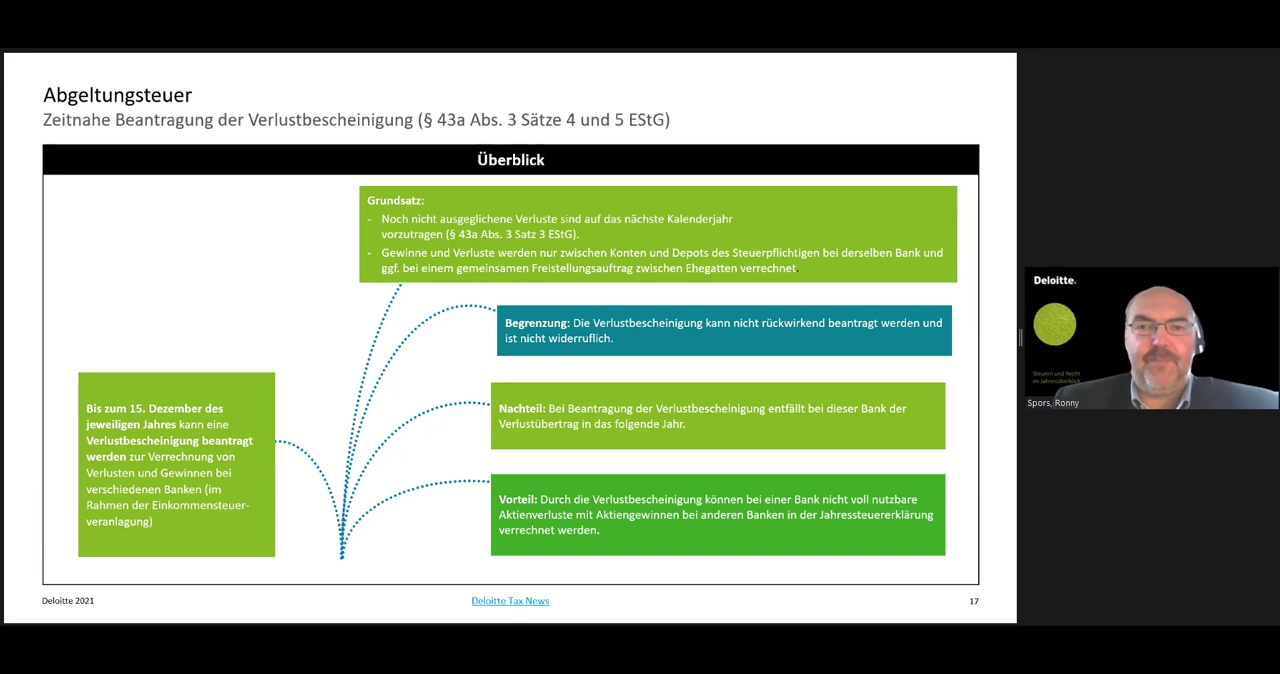 Abgeltungsteuer
Zeitnahe Beantragung der Verlustbescheinigung (§ 43a Abs. 3 Sätze 4 und 5 EStG)
Überblick
Grundsatz:
- Noch nicht ausgeglichene Verluste sind auf das nächste Kalenderjahr
vorzutragen (§ 43a Abs. 3 Satz 3 EStG).
- Gewinne und Verluste werden nur zwischen Konten und Depots des Steuerpflichtigen bei derselben Bank und
ggf. bei einem gemeinsamen Freistellungsauftrag zwischen Ehegatten verrechnet.
Begrenzung: Die Verlustbescheinigung kann nicht rückwirkend beantragt werden und
ist nicht widerruflich.
Bis zum 15. Dezember des
jeweiligen Jahres kann eine
Verlustbescheinigung beantragt
werden zur Verrechnung von
Verlusten und Gewinnen bei
verschiedenen Banken (im
Rahmen der Einkommensteuer-
veranlagung)
Nachteil: Bei Beantragung der Verlustbescheinigung entfällt bei dieser Bank der
Verlustübertrag in das folgende Jahr.
Vorteil: Durch die Verlustbescheinigung können bei einer Bank nicht voll nutzbare
Aktienverluste mit Aktiengewinnen bei anderen Banken in der Jahressteuererklärung
verrechnet werden.
Deloitte 2021
Deloitte Tax News
17
Deloitte.
Steuern und Recht
im Jahresüberblick
Spors, Ronny